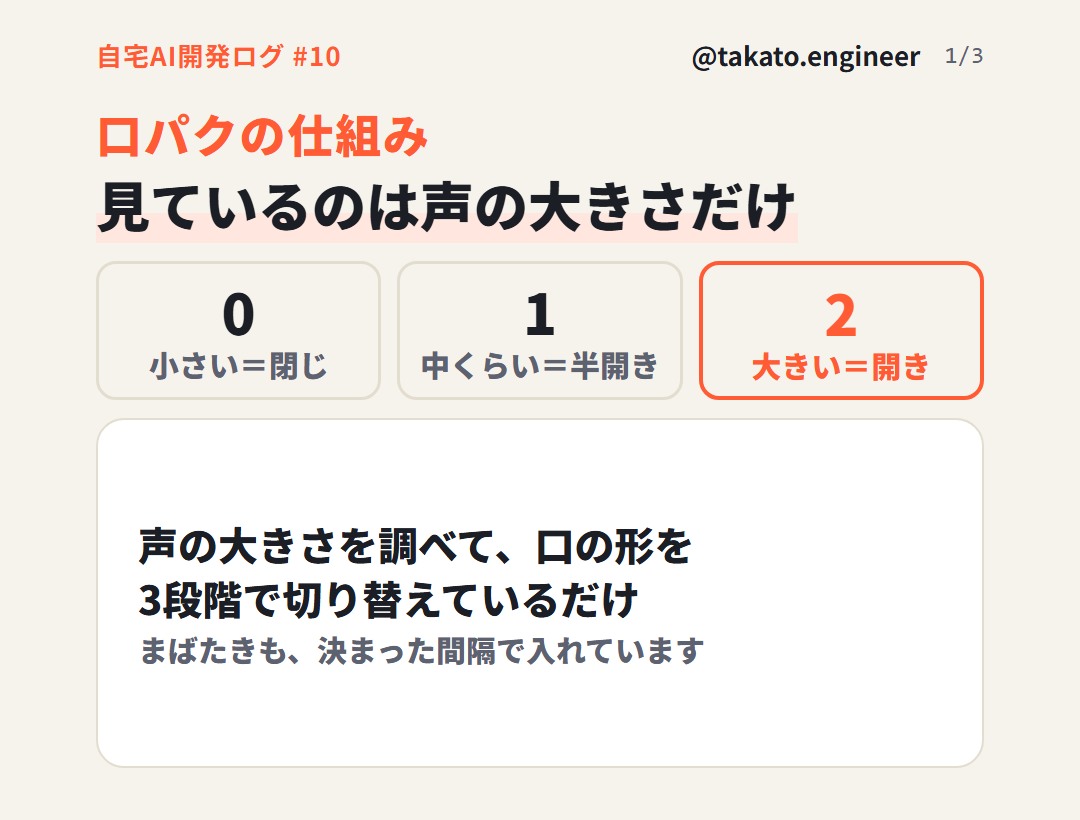 自宅AI開発ログ #10
@takato.engineer 1/3
口パクの仕組み
見ているのは声の大きさだけ
0
小さい＝閉じ
1
中くらい＝半開き
2
大きい＝開き
声の大きさを調べて、口の形を
3段階で切り替えているだけ
まばたきも、決まった間隔で入れています